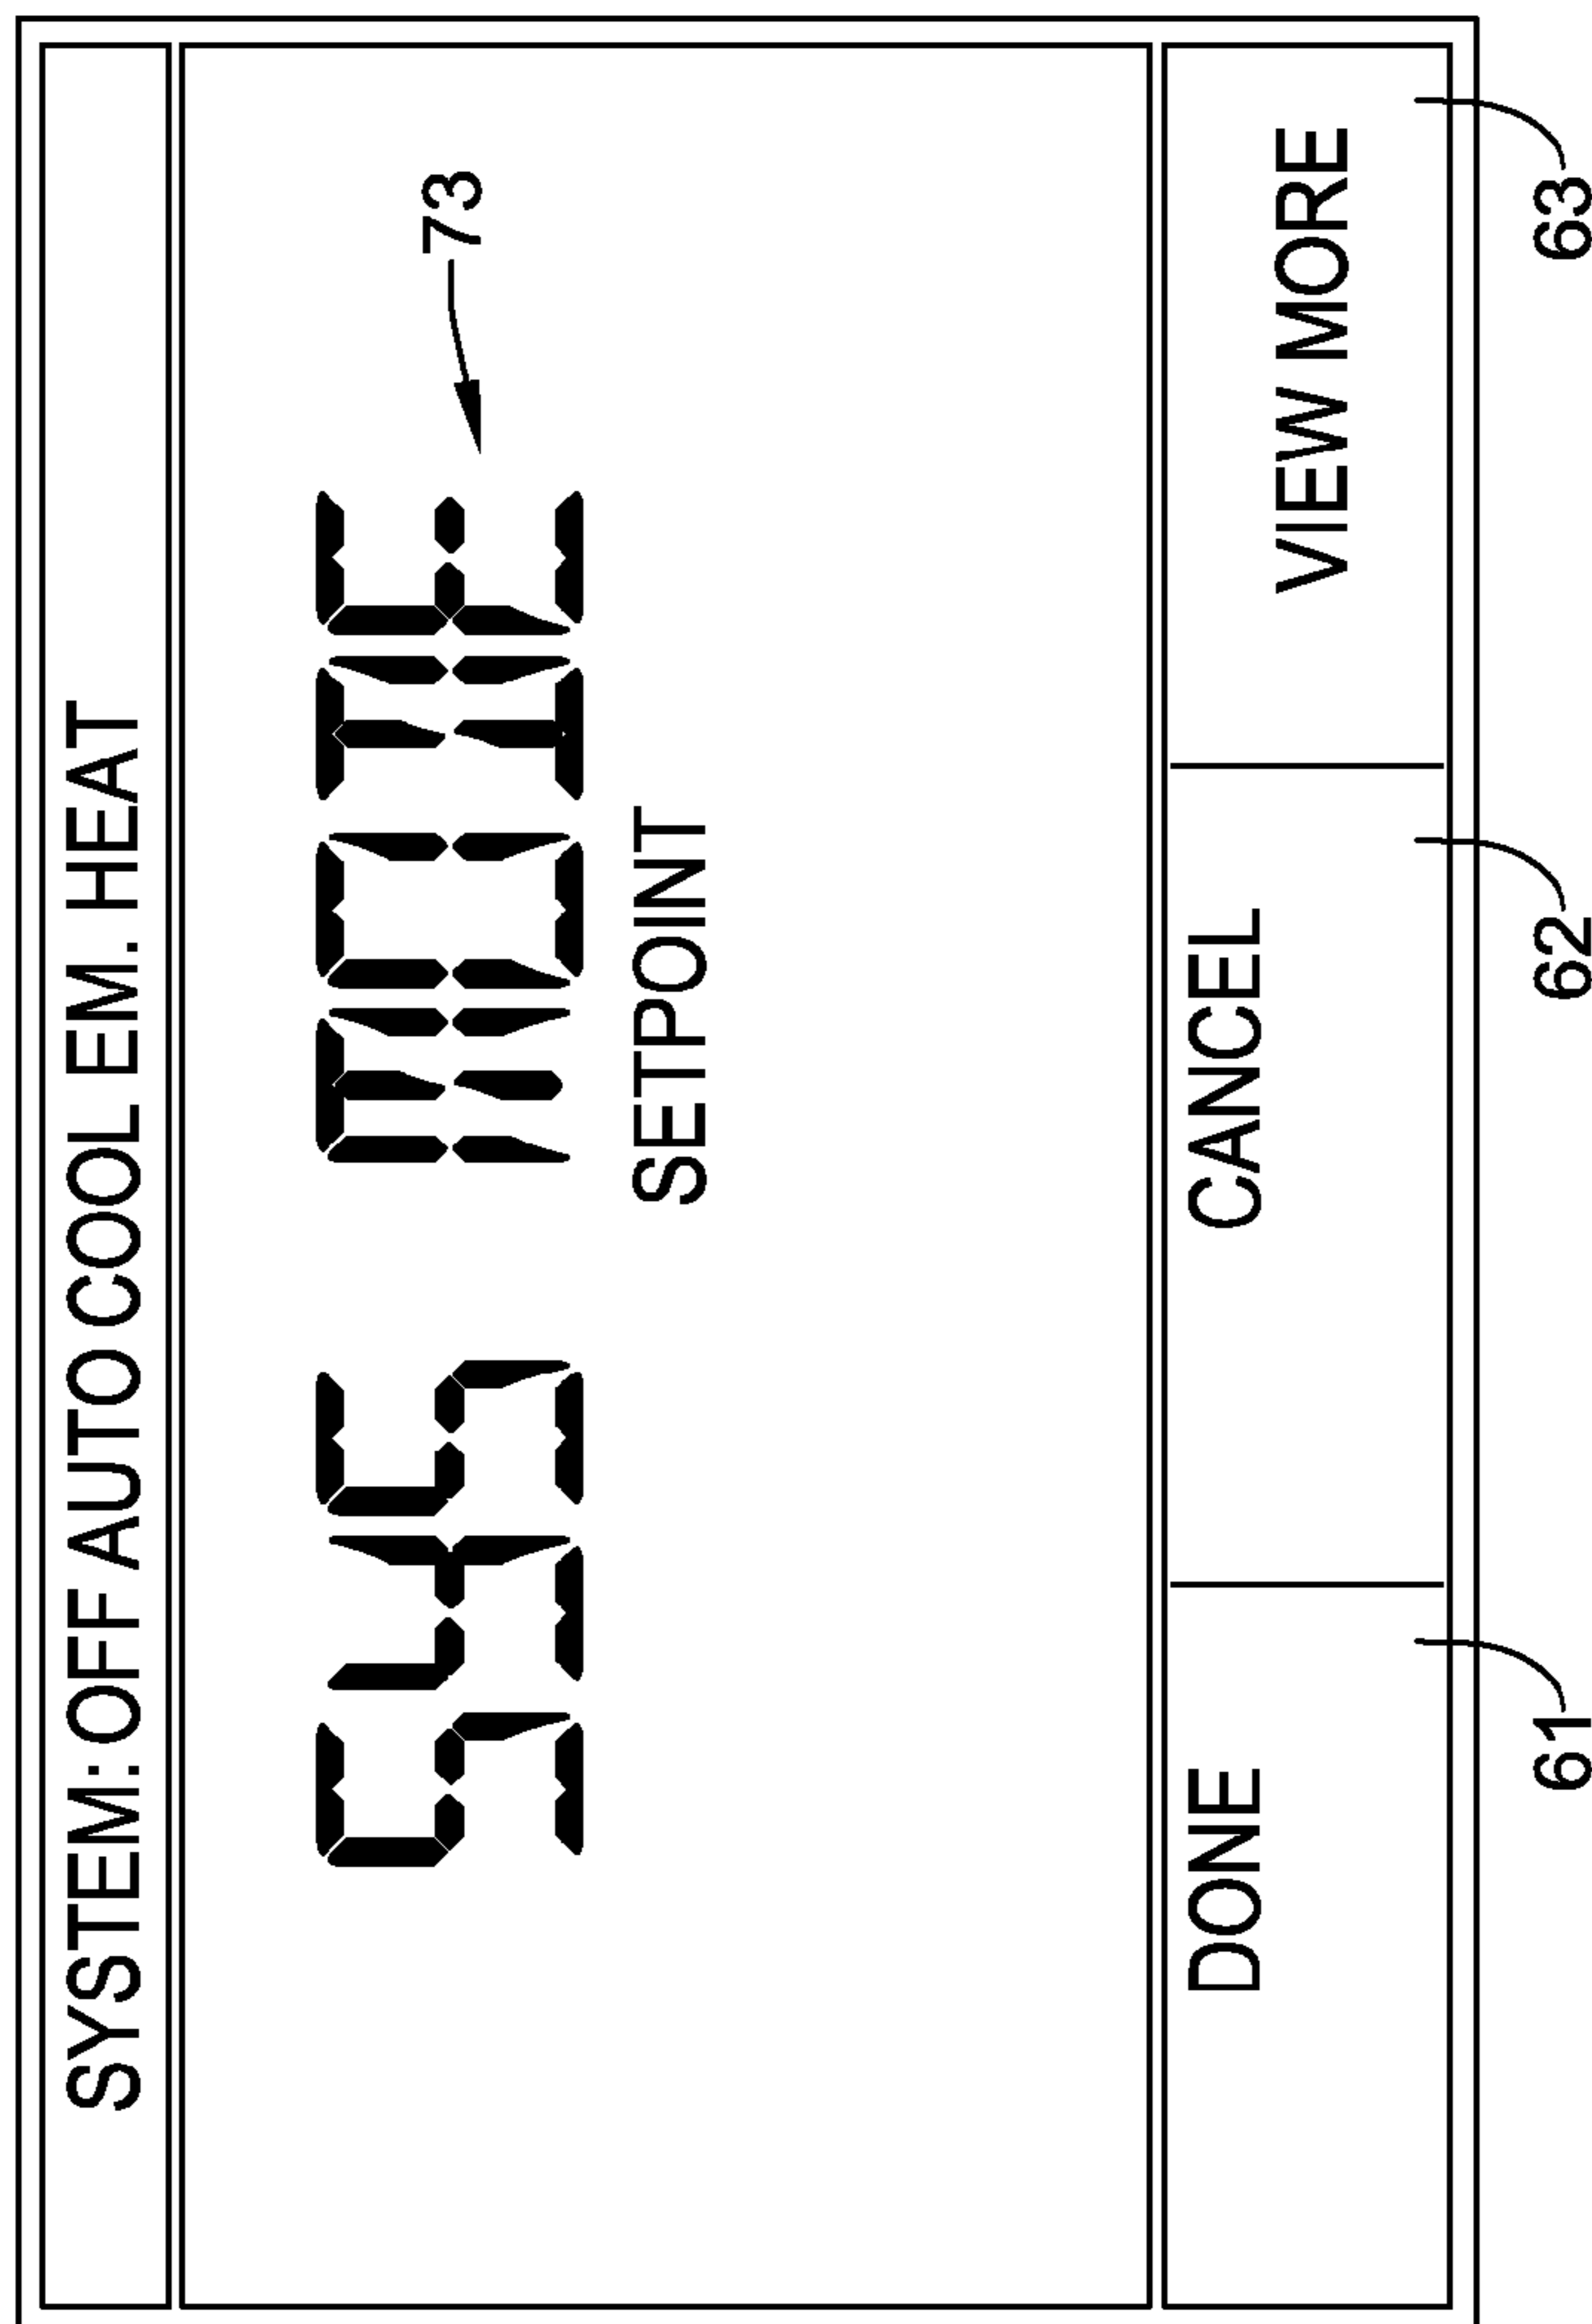 SYSTEM: OFF AUTO COOL EM. HEAT
SYS MODE
73
SETPOINT
DONE
CANCEL
VIEW MORE
61
62
63